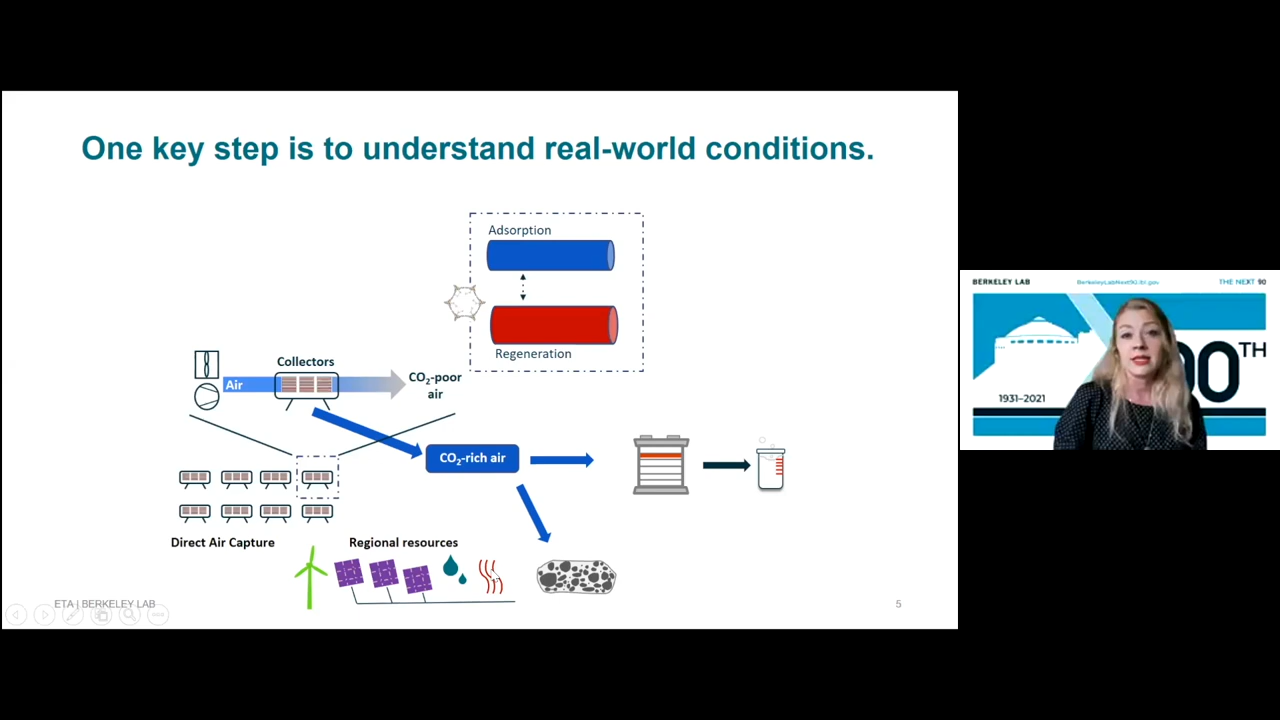 One key step is to understand real-world conditions.
Adsorption
Regeneration
Collectors
Air
CO₂-poor
air
CO₂-rich air
Direct Air Capture
Regional resources
ETA | BERKELEY LAB
5
BERKELEY LAB
BerkeleyLabNext90.lbl.gov
THE NEXT 90
90TH
1931–2021